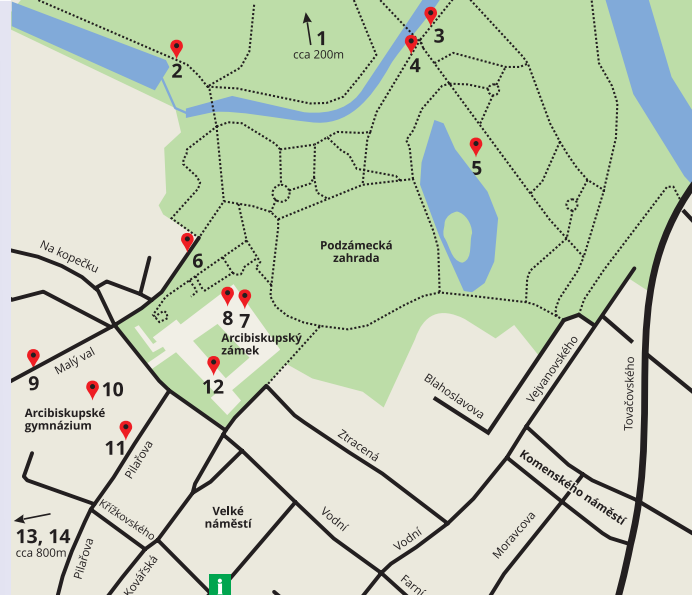 3
1
cca 200m
4
2
5
Na kopečku
6
Podzámecká
zahrada
8
7
Arcibiskupský
zámek
Malý val
9
10
12
Arcibiskupské
gymnázium
11
Pilařova
Blahoslavova
Vejvanovského
Tovačovského
Ztracená
Komenského náměstí
Křížkovského
Velké
náměstí
Vodní
Vodní
Moravcova
13, 14
cca 800m
Pilařova
Kovářská
Farní
i